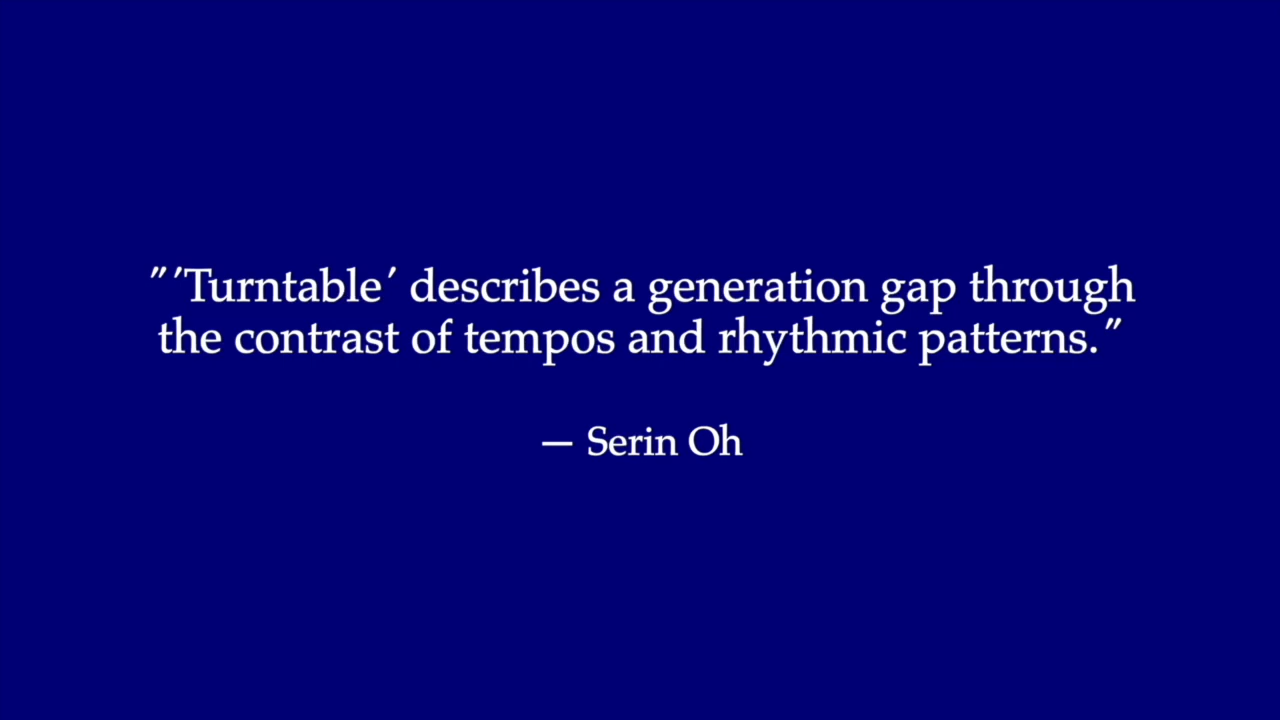 "'Turntable' describes a generation gap through
the contrast of tempos and rhythmic patterns."
— Serin Oh